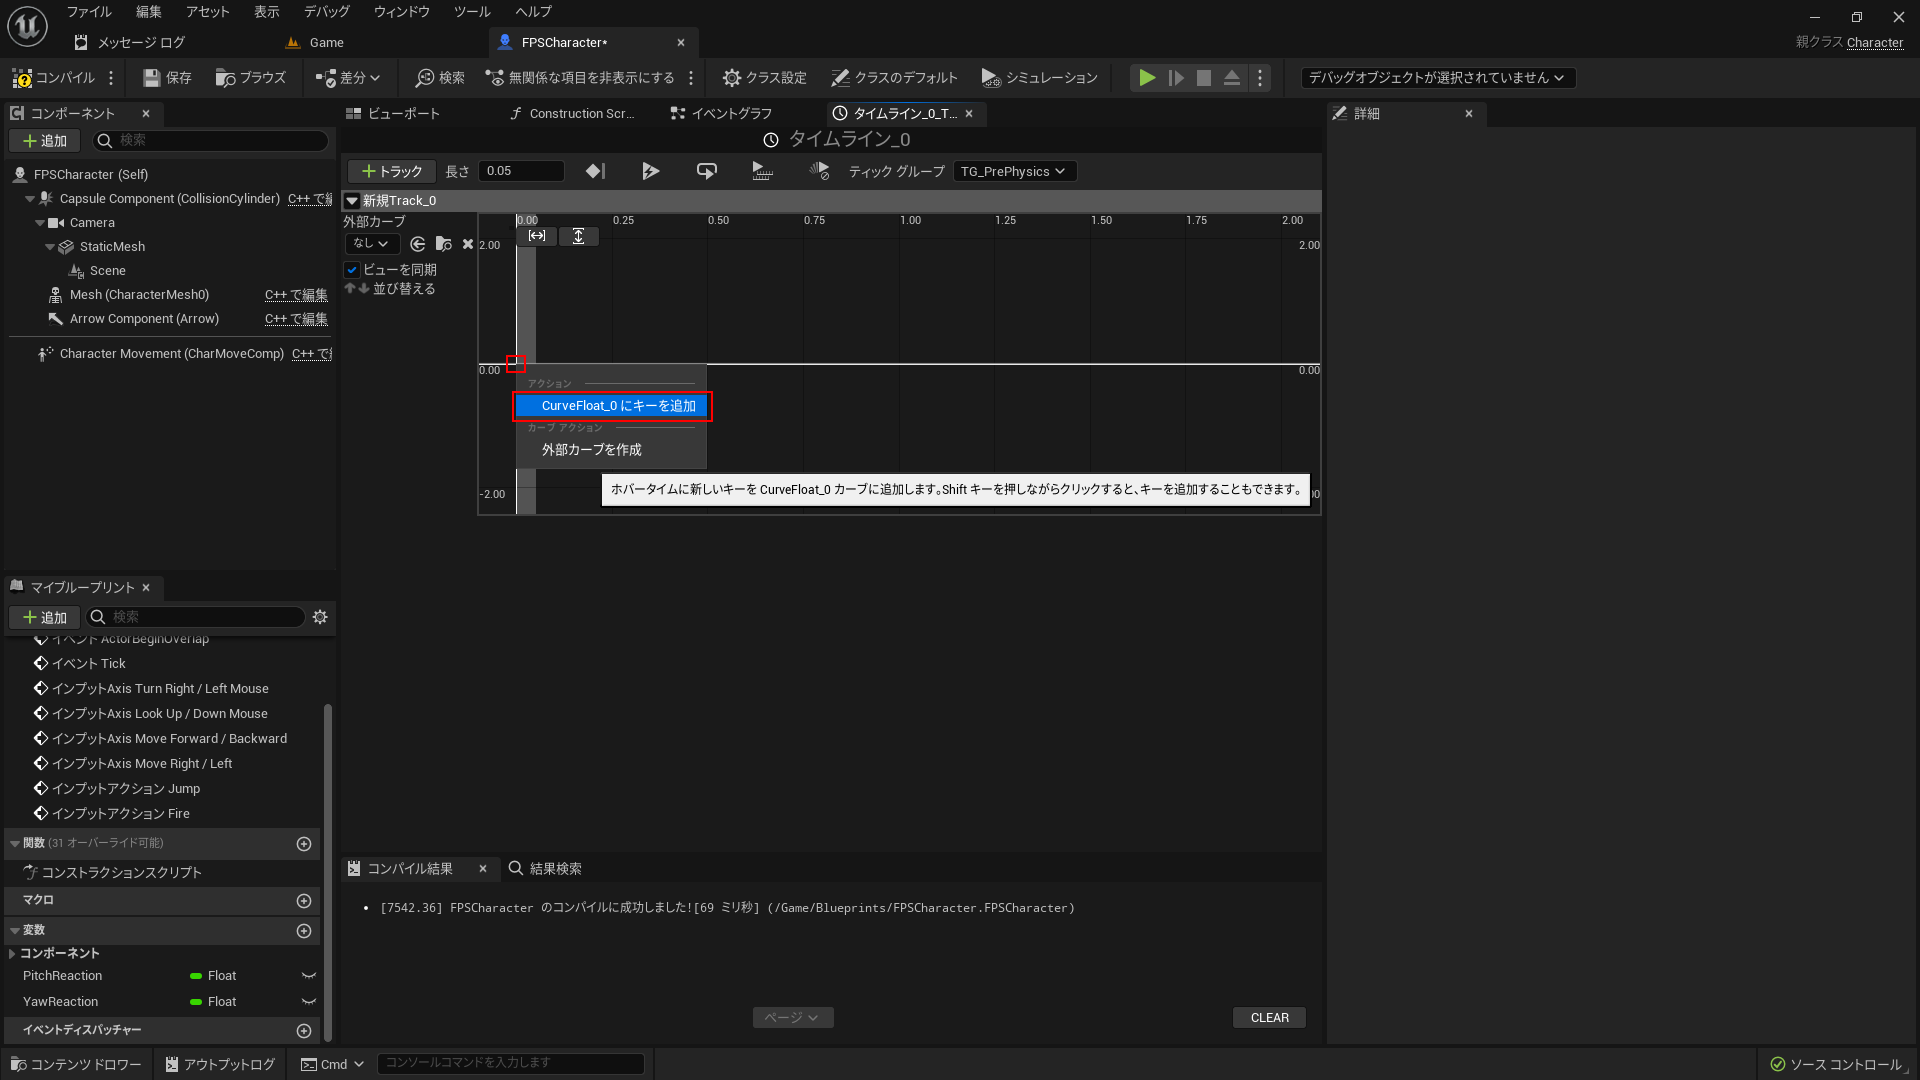 ファイル 編集 アセット 表示 デバッグ ウィンドウ ツール ヘルプ
メッセージ ログ Game FPSCharacter*
親クラス Character
コンパイル 保存 ブラウズ 差分 検索 無関係な項目を非表示にする クラス設定 クラスのデフォルト シミュレーション デバッグオブジェクトが選択されていません
コンポーネント
追加 検索
FPSCharacter (Self)
Capsule Component (CollisionCylinder) C++ で編
Camera
StaticMesh
Scene
Mesh (CharacterMesh0) C++ で編集
Arrow Component (Arrow) C++ で編集
Character Movement (CharMoveComp) C++ で
ビューポート Construction Scr... イベントグラフ タイムライン_0_T...
タイムライン_0
トラック 長さ 0.05 ティック グループ TG_PrePhysics
新規Track_0
外部カーブ
なし
ビューを同期
並び替える
0.00 0.25 0.50 0.75 1.00 1.25 1.50 1.75 2.00
2.00 2.00
0.00 0.00
アクション
CurveFloat_0 にキーを追加
カーブ アクション
外部カーブを作成
-2.00
ホバータイムに新しいキーを CurveFloat_0 カーブに追加します。Shift キーを押しながらクリックすると、キーを追加することもできます。
詳細
マイブループリント
追加 検索
イベント ActorBeginOverlap
イベント Tick
インプットAxis Turn Right / Left Mouse
インプットAxis Look Up / Down Mouse
インプットAxis Move Forward / Backward
インプットAxis Move Right / Left
インプットアクション Jump
インプットアクション Fire
関数 (31 オーバーライド可能)
コンストラクションスクリプト
マクロ
変数
コンポーネント
PitchReaction Float
YawReaction Float
イベントディスパッチャー
コンパイル結果 結果検索
• [7542.36] FPSCharacter のコンパイルに成功しました![69 ミリ秒] (/Game/Blueprints/FPSCharacter.FPSCharacter)
ページ CLEAR
コンテンツ ドロワー アウトプットログ Cmd コンソールコマンドを入力します ソース コントロール